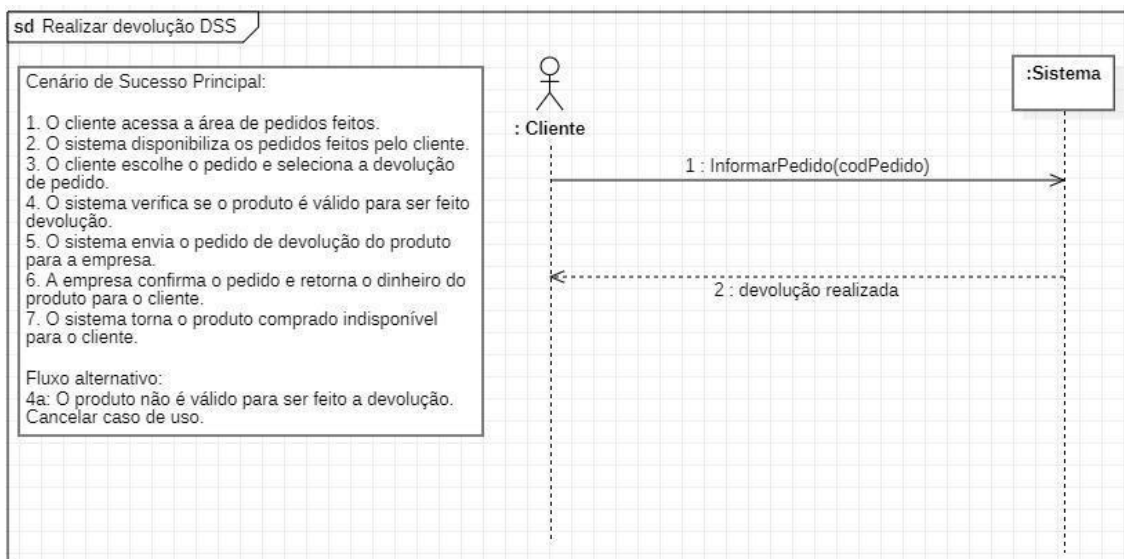 sd Realizar devolução DSS
Cenário de Sucesso Principal:
1. O cliente acessa a área de pedidos feitos.
2. O sistema disponibiliza os pedidos feitos pelo cliente.
3. O cliente escolhe o pedido e seleciona a devolução
de pedido.
4. O sistema verifica se o produto é válido para ser feito
devolução.
5. O sistema envia o pedido de devolução do produto
para a empresa.
6. A empresa confirma o pedido e retorna o dinheiro do
produto para o cliente.
7. O sistema torna o produto comprado indisponível
para o cliente.
Fluxo alternativo:
4a: O produto não é válido para ser feito a devolução.
Cancelar caso de uso.
: Cliente
:Sistema
1 : InformarPedido(codPedido)
2 : devolução realizada